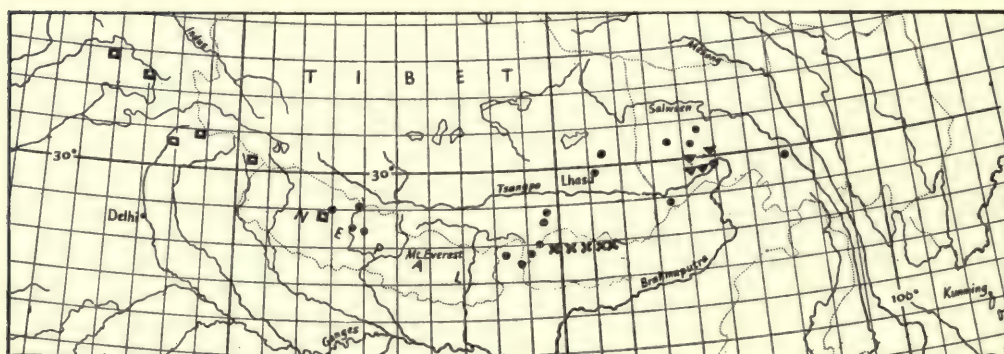 Indus
Mekong
T I B E T
Salween
30°
30°
Lhasa
Tsangpo
Delhi
N E P A L
Mt. Everest
Brahmaputra
100°
Kunming
Ganges